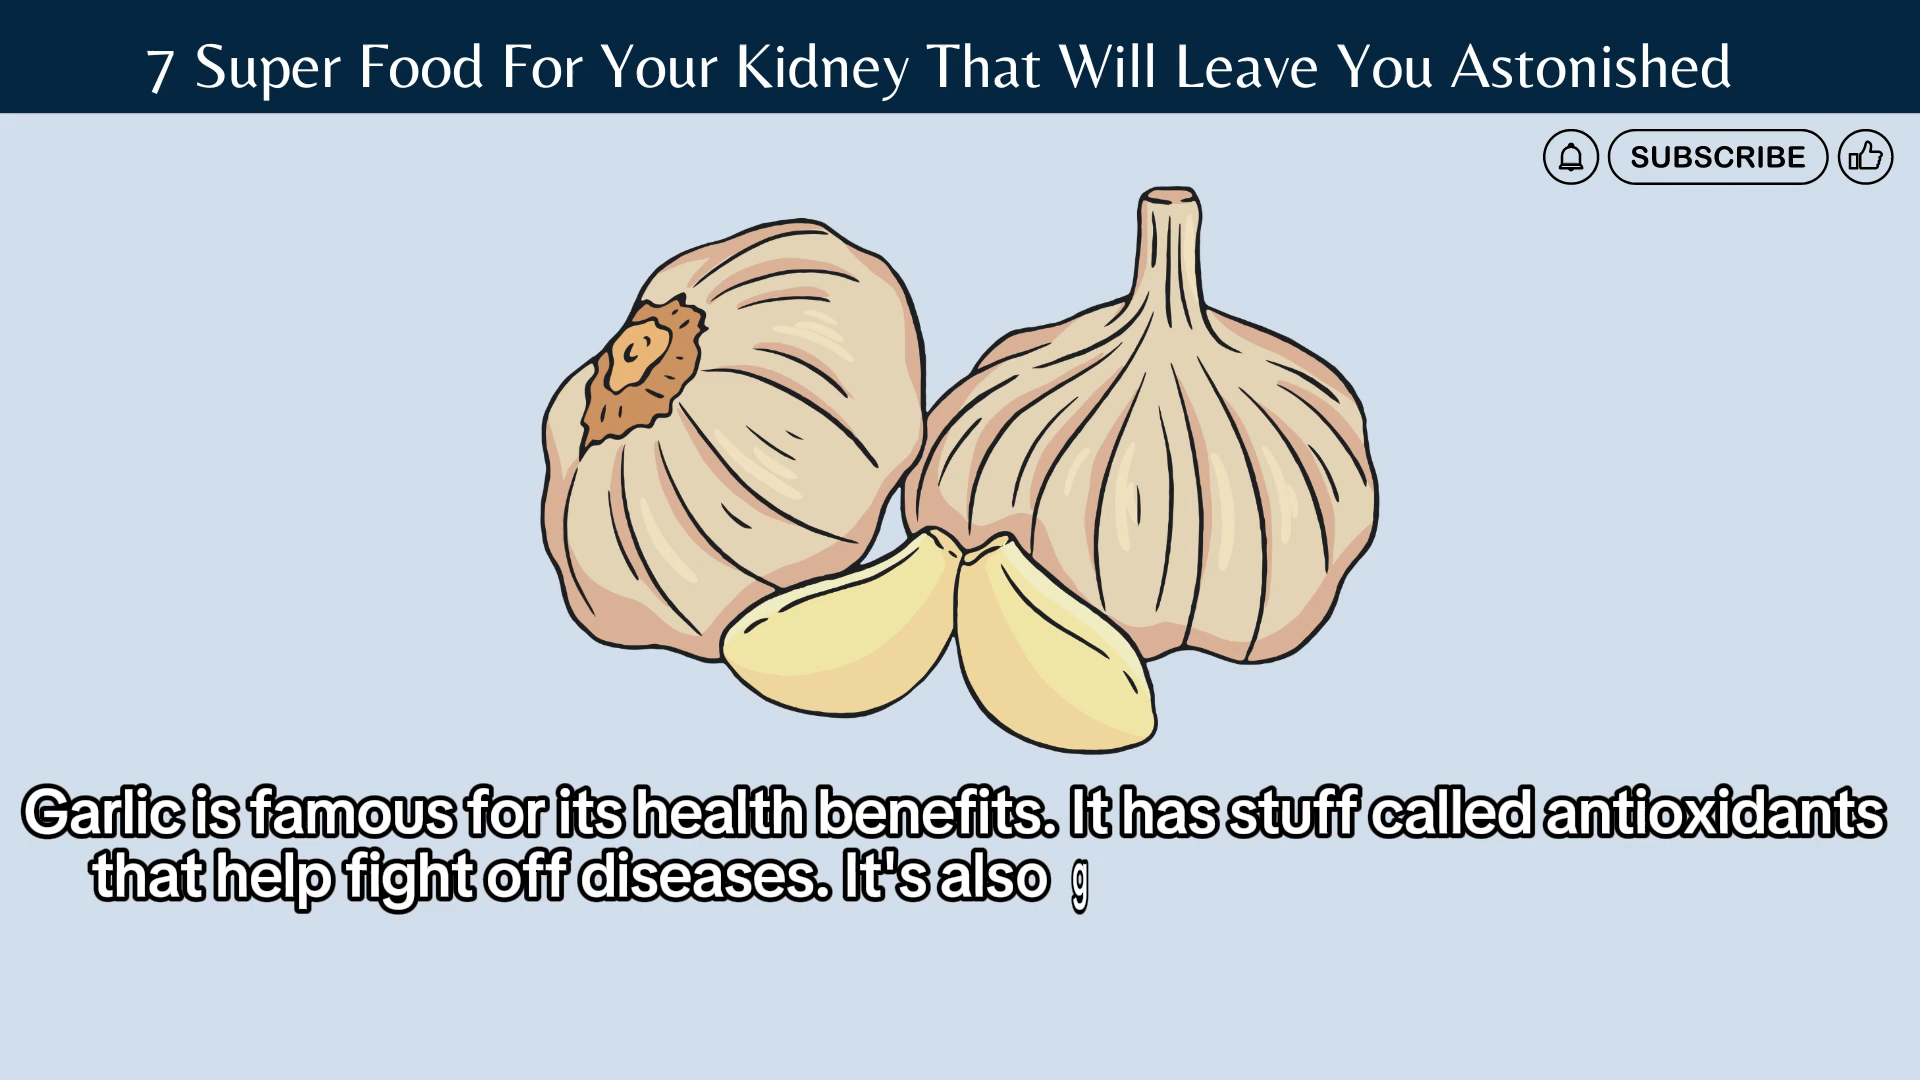 7 Super Food For Your Kidney That Will Leave You Astonished
SUBSCRIBE
Garlic is famous for its health benefits. It has stuff called antioxidants
that help fight off diseases. It's also g